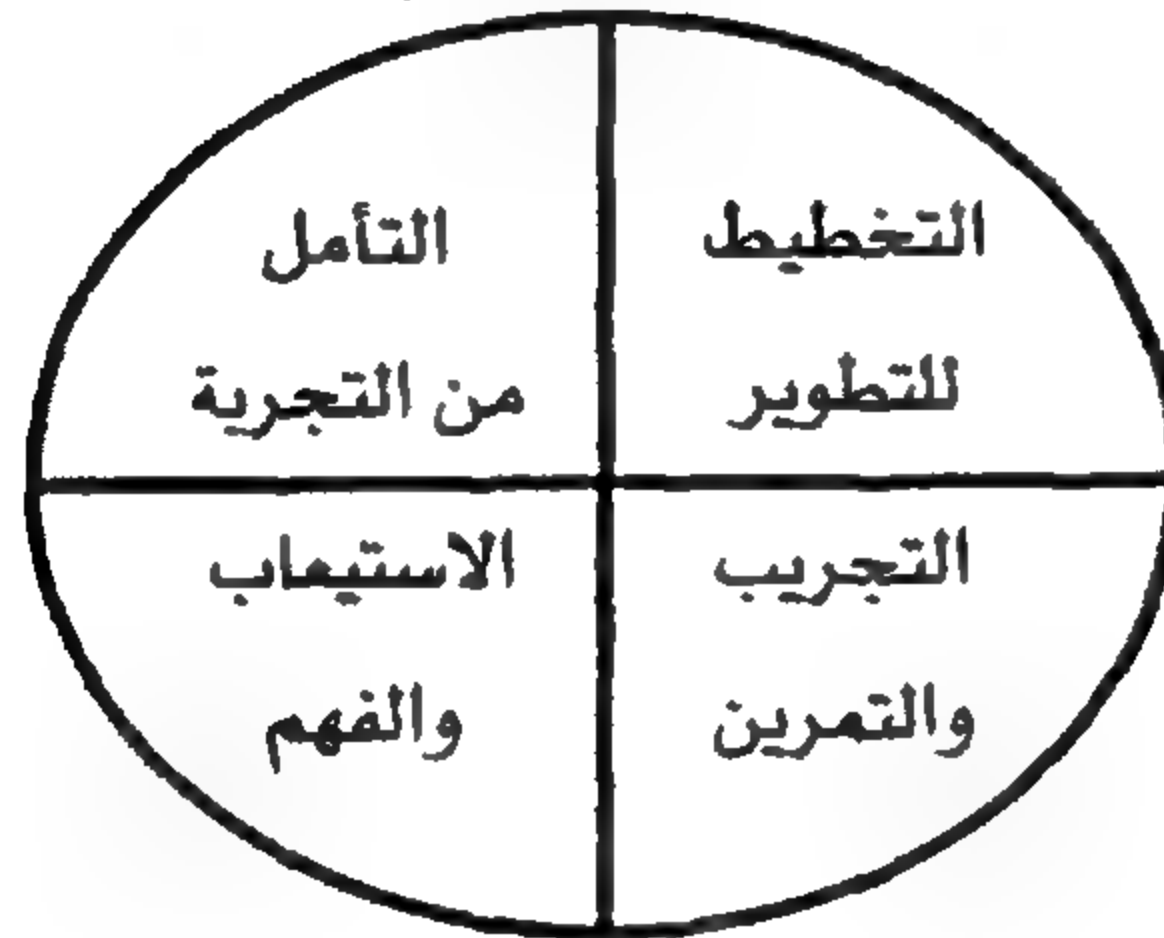 التخطيط
للتطوير
التأمل
من التجربة
التجريب
والتمرين
الاستيعاب
والفهم